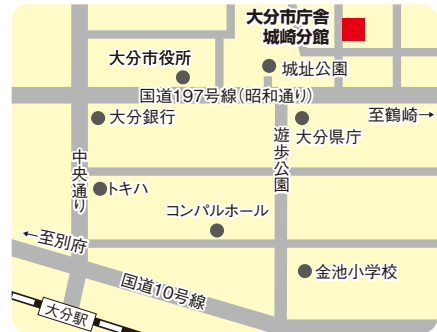 大分市庁舎
城崎分館
大分市役所
城址公園
国道197号線(昭和通り)
至鶴崎→
大分銀行
大分県庁
遊歩公園
中央通り
トキハ
コンパルホール
←至別府
国道10号線
金池小学校
大分駅